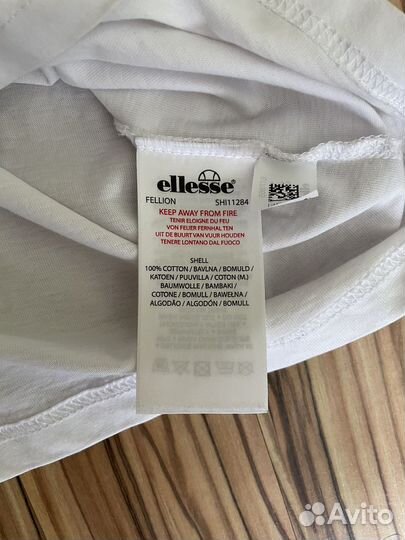 ellesse
FELLION SHI11284
KEEP AWAY FROM FIRE
TENIR ELOIGNE DU FEU
VON FEUER FERNHAL TEN
UIT DE BUURT VAN VUUR HOUDEN
TENERE LONTANO DAL FUOCO
SHELL
100% COTTON / BAVLNA / BOMULD /
KATOEN / PUUVILLA / COTON (M.)
BAUMWOLLE / BAMBAKI /
COTONE / BOMULL / BAWEŁNA /
ALGODÃO / ALGODÓN / BOMULL
Avito